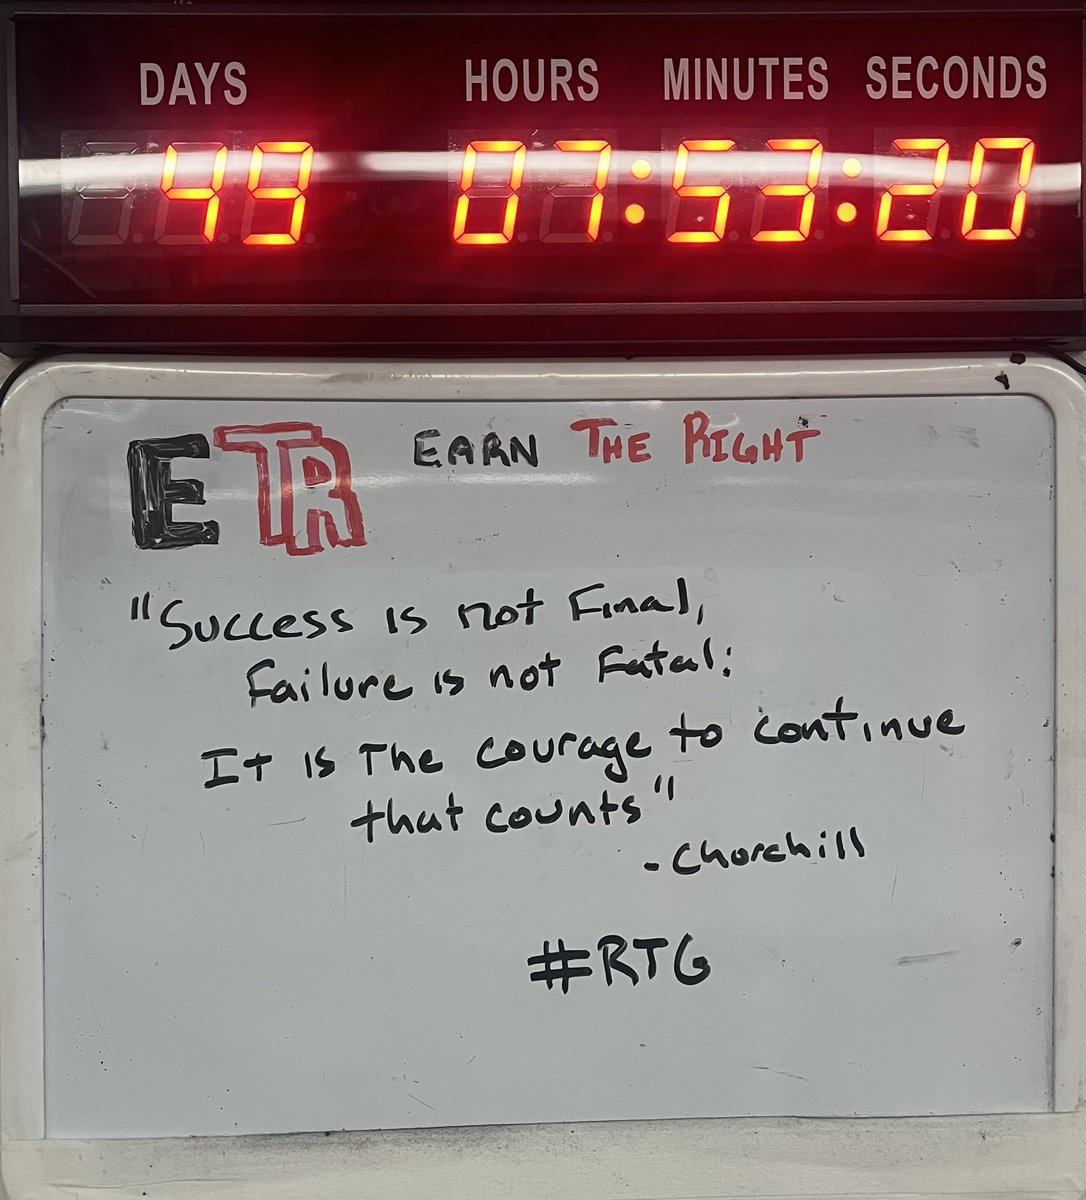 DAYS HOURS MINUTES SECONDS
49 07:53:20
ETR EARN THE RIGHT
"Success is not Final,
Failure is not Fatal:
It is The courage to continue
that counts"
- Churchill
#RTG